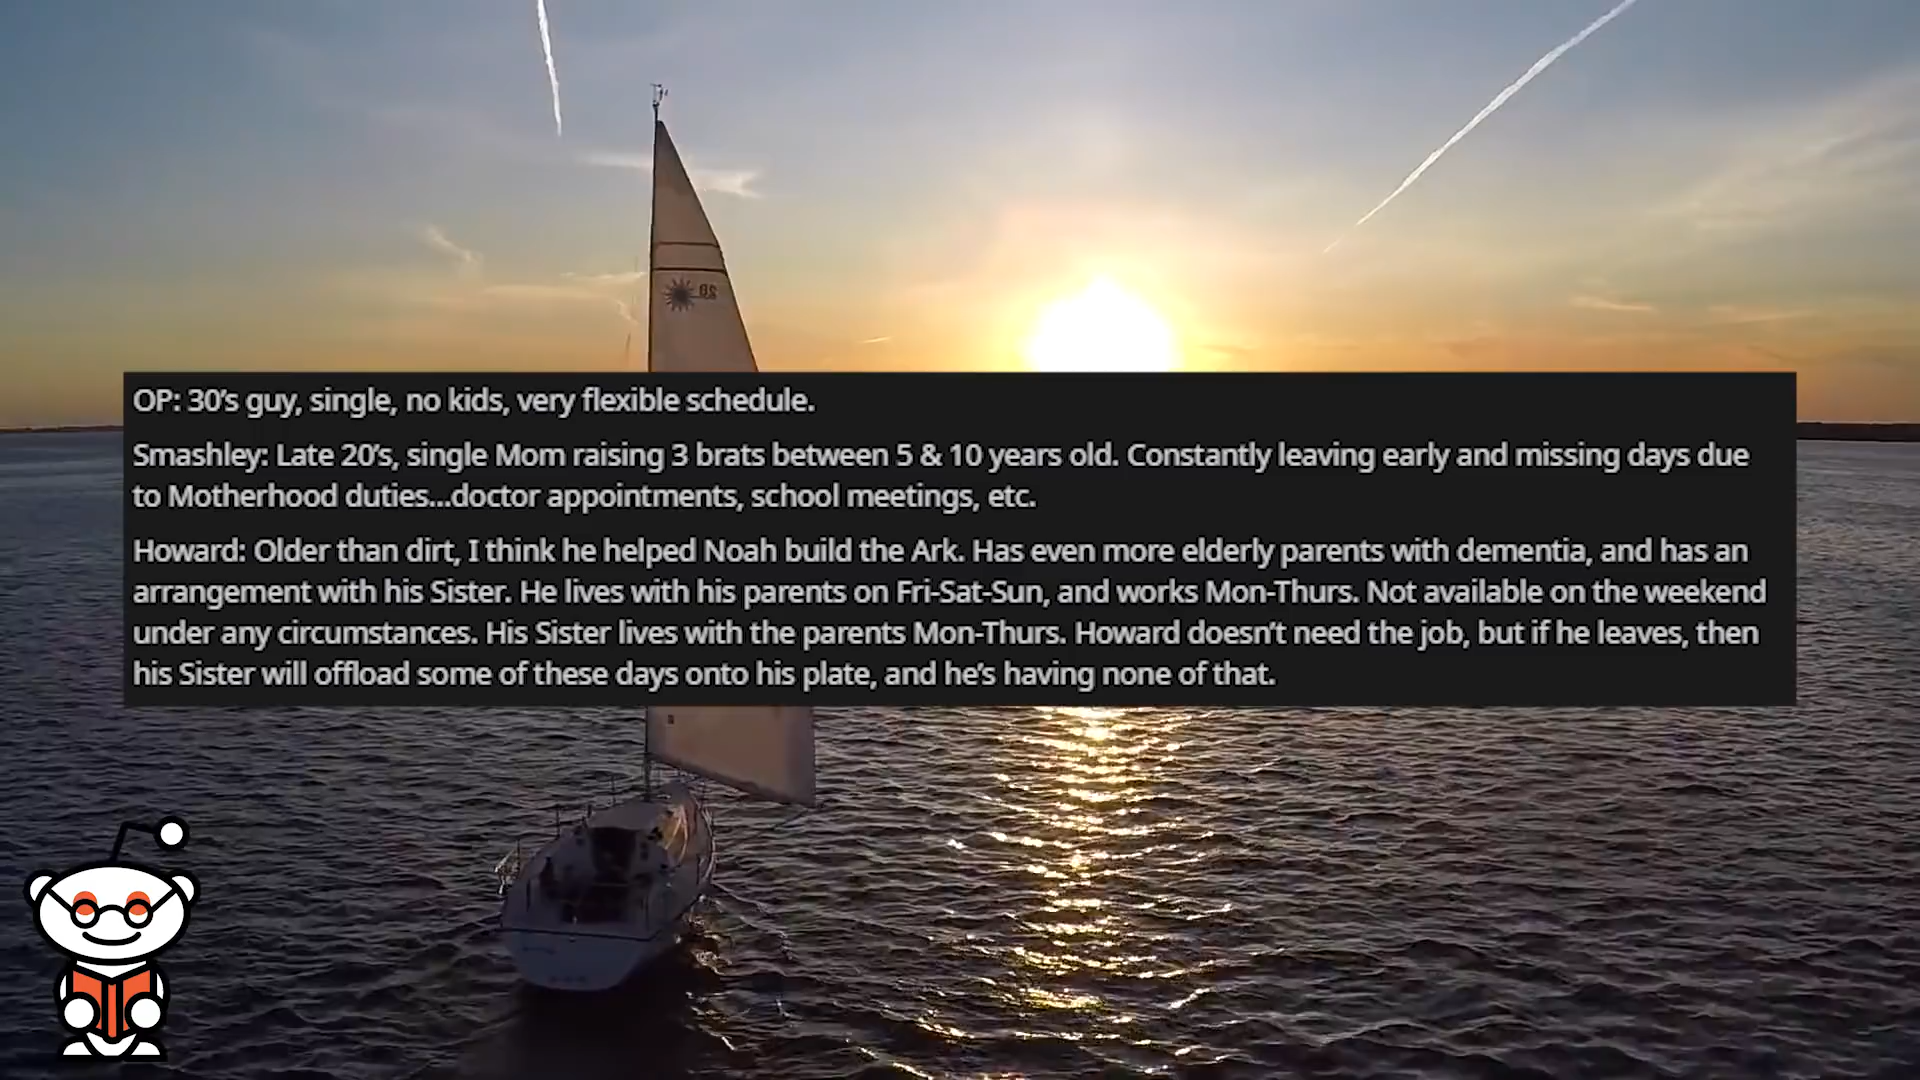 OP: 30's guy, single, no kids, very flexible schedule.
Smashley: Late 20's, single Mom raising 3 brats between 5 & 10 years old. Constantly leaving early and missing days due
to Motherhood duties...doctor appointments, school meetings, etc.
Howard: Older than dirt, I think he helped Noah build the Ark. Has even more elderly parents with dementia, and has an
arrangement with his Sister. He lives with his parents on Fri-Sat-Sun, and works Mon-Thurs. Not available on the weekend
under any circumstances. His Sister lives with the parents Mon-Thurs. Howard doesn't need the job, but if he leaves, then
his Sister will offload some of these days onto his plate, and he's having none of that.